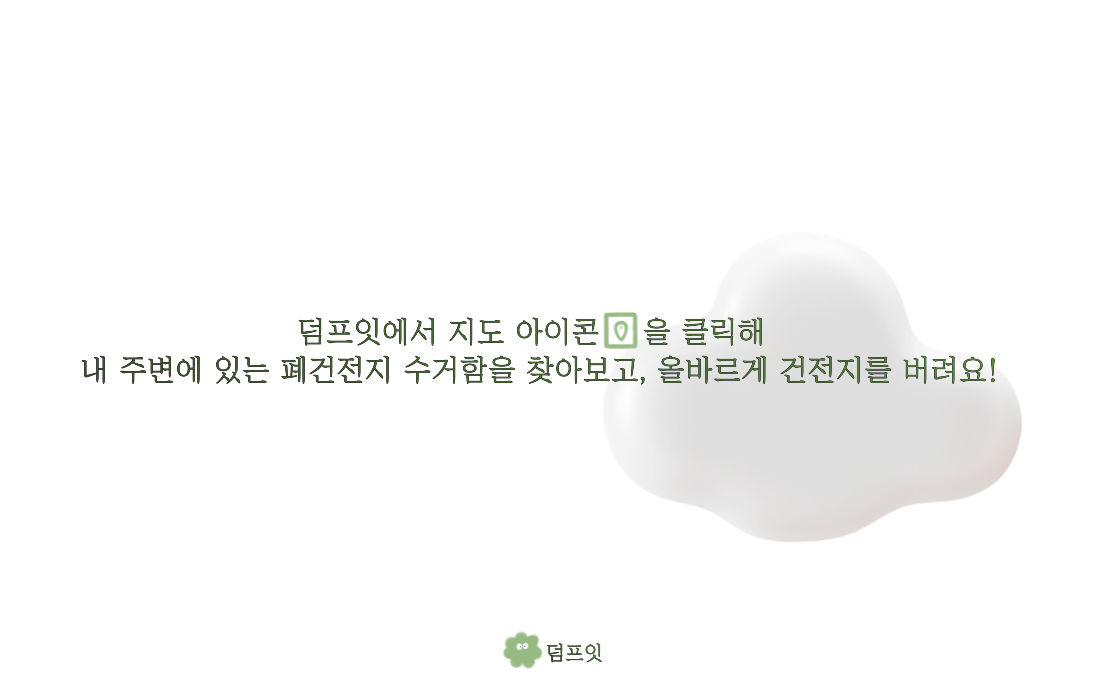 덤프잇에서 지도 아이콘을 클릭해
내 주변에 있는 폐건전지 수거함을 찾아보고, 올바르게 건전지를 버려요!
덤프잇